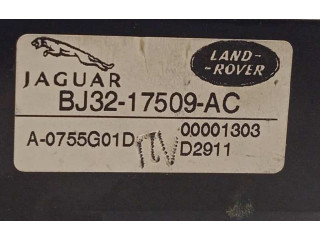 JAGUAR
LAND-
-ROVER
BJ32-17509-AC
A-0755G01D
00001303
D2911